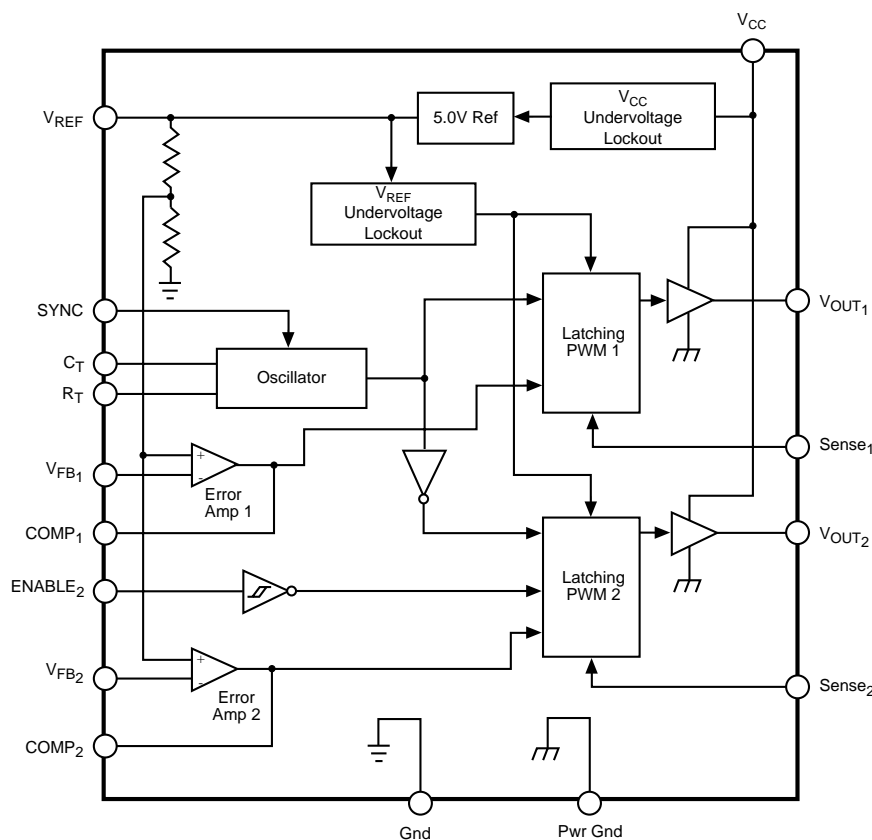 VCC
VREF
5.0V Ref
VCC
Undervoltage
Lockout
VREF
Undervoltage
Lockout
SYNC
CT
RT
Oscillator
Latching
PWM 1
VOUT1
Sense1
VFB1
+
-
Error
Amp 1
COMP1
ENABLE2
Latching
PWM 2
VOUT2
VFB2
+
-
Error
Amp 2
Sense2
COMP2
Gnd
Pwr Gnd